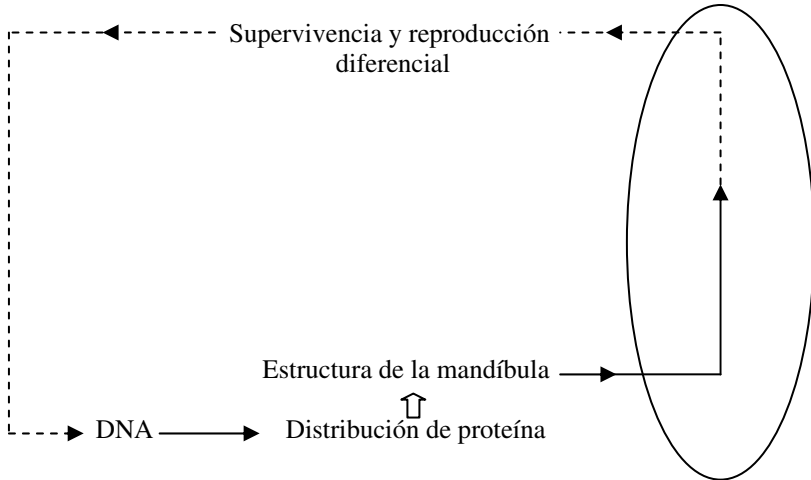 Supervivencia y reproducción
diferencial
Estructura de la mandíbula
DNA
Distribución de proteína